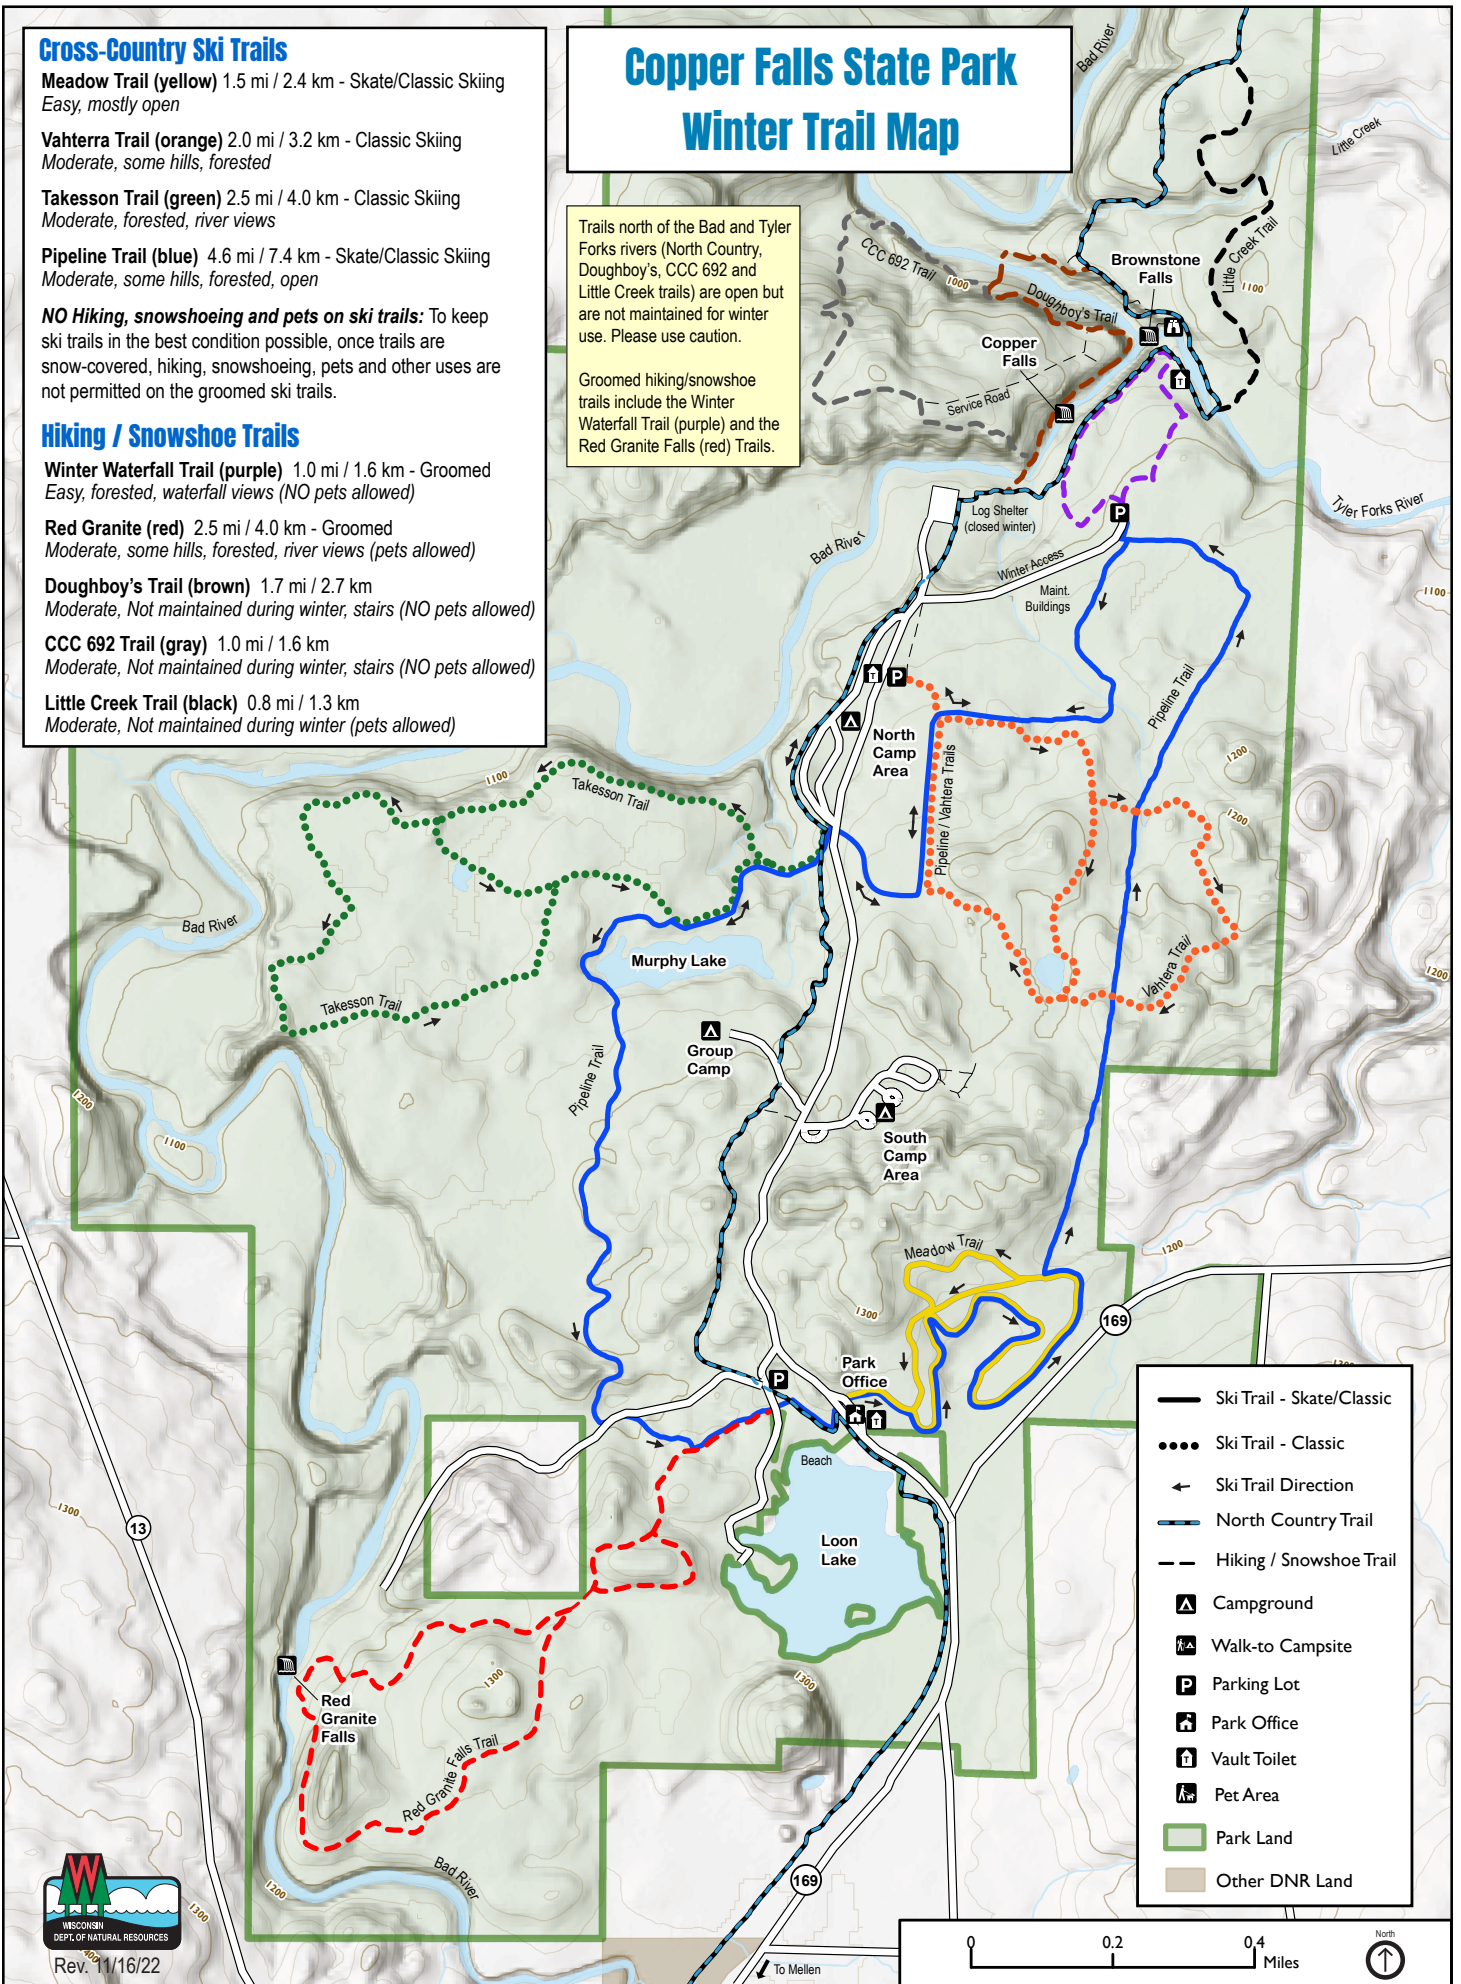 Cross-Country Ski Trails
Meadow Trail (yellow) 1.5 mi / 2.4 km - Skate/Classic Skiing
Easy, mostly open
Vahterra Trail (orange) 2.0 mi / 3.2 km - Classic Skiing
Moderate, some hills, forested
Takesson Trail (green) 2.5 mi / 4.0 km - Classic Skiing
Moderate, forested, river views
Pipeline Trail (blue) 4.6 mi / 7.4 km - Skate/Classic Skiing
Moderate, some hills, forested, open
NO Hiking, snowshoeing and pets on ski trails: To keep
ski trails in the best condition possible, once trails are
snow-covered, hiking, snowshoeing, pets and other uses are
not permitted on the groomed ski trails.
Hiking / Snowshoe Trails
Winter Waterfall Trail (purple) 1.0 mi / 1.6 km - Groomed
Easy, forested, waterfall views (NO pets allowed)
Red Granite (red) 2.5 mi / 4.0 km - Groomed
Moderate, some hills, forested, river views (pets allowed)
Doughboy's Trail (brown) 1.7 mi / 2.7 km
Moderate, Not maintained during winter, stairs (NO pets allowed)
CCC 692 Trail (gray) 1.0 mi / 1.6 km
Moderate, Not maintained during winter, stairs (NO pets allowed)
Little Creek Trail (black) 0.8 mi / 1.3 km
Moderate, Not maintained during winter (pets allowed)
Copper Falls State Park
Winter Trail Map
Trails north of the Bad and Tyler
Forks rivers (North Country,
Doughboy's, CCC 692 and
Little Creek trails) are open but
are not maintained for winter
use. Please use caution.
Groomed hiking/snowshoe
trails include the Winter
Waterfall Trail (purple) and the
Red Granite Falls (red) Trails.
Bad River
Little Creek
Little Creek Trail
1100
CCC 692 Trail
1000
Doughboy's Trail
Brownstone
Falls
Copper
Falls
Service Road
T
Tyler Forks River
P
Log Shelter
(closed winter)
Bad River
Winter Access
Maint.
Buildings
1100
T
P
North
Camp
Area
Pipeline Trail
Pipeline / Vahtera Trails
1200
1200
1100
Takesson Trail
Bad River
Murphy Lake
Takesson Trail
Vahtera Trail
1200
Group
Camp
Pipeline Trail
South
Camp
Area
1200
1100
1200
Meadow Trail
1300
169
P
Park
Office
T
1200
Beach
Loon
Lake
1300
13
1300
1300
Red
Granite
Falls
Red Granite Falls Trail
Bad River
1200
1300
1400
169
To Mellen
Ski Trail - Skate/Classic
Ski Trail - Classic
Ski Trail Direction
North Country Trail
Hiking / Snowshoe Trail
Campground
Walk-to Campsite
P Parking Lot
Park Office
T Vault Toilet
Pet Area
Park Land
Other DNR Land
0 0.2 0.4
Miles
North
W
WISCONSIN
DEPT. OF NATURAL RESOURCES
Rev. 11/16/22